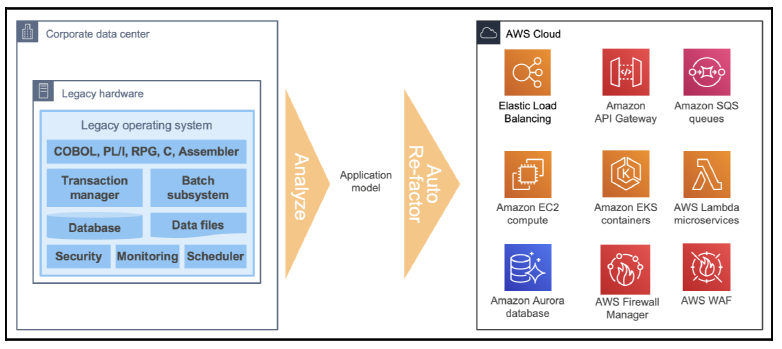 Corporate data center
Legacy hardware
Legacy operating system
COBOL, PL/I, RPG, C, Assembler
Transaction
manager
Batch
subsystem
Database
Data files
Security
Monitoring
Scheduler
Analyze
Application
model
Auto
Re-factor
AWS Cloud
Elastic Load
Balancing
Amazon
API Gateway
Amazon SQS
queues
Amazon EC2
compute
Amazon EKS
containers
AWS Lambda
microservices
Amazon Aurora
database
AWS Firewall
Manager
AWS WAF